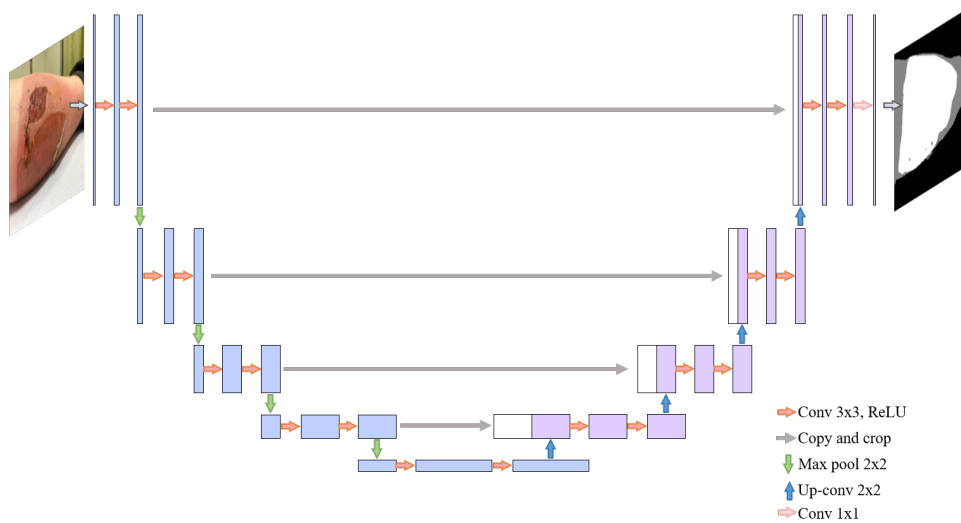 Conv 3x3, ReLU
Copy and crop
Max pool 2x2
Up-conv 2x2
Conv 1x1